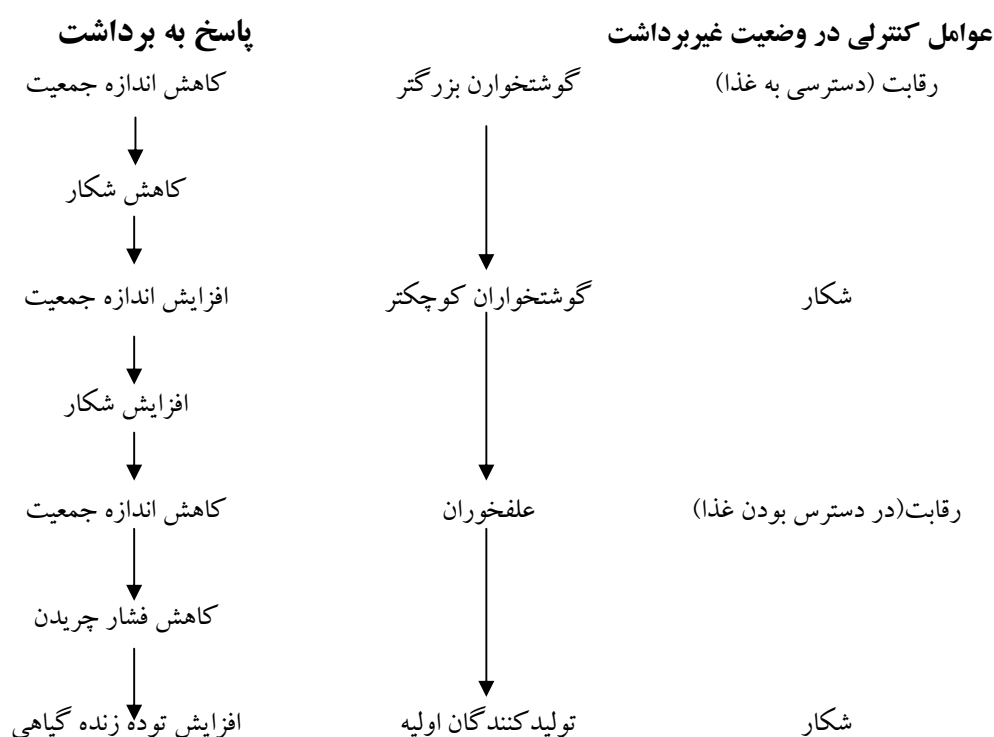 عوامل کنترلی در وضعیت غیربرداشت پاسخ به برداشت
رقابت (دسترسی به غذا) گوشتخوارن بزرگتر کاهش اندازه جمعیت
کاهش شکار
شکار گوشتخواران کوچکتر افزایش اندازه جمعیت
افزایش شکار
رقابت(در دسترس بودن غذا) علفخوران کاهش اندازه جمعیت
کاهش فشار چریدن
شکار تولیدکنندگان اولیه افزایش توده زنده گیاهی